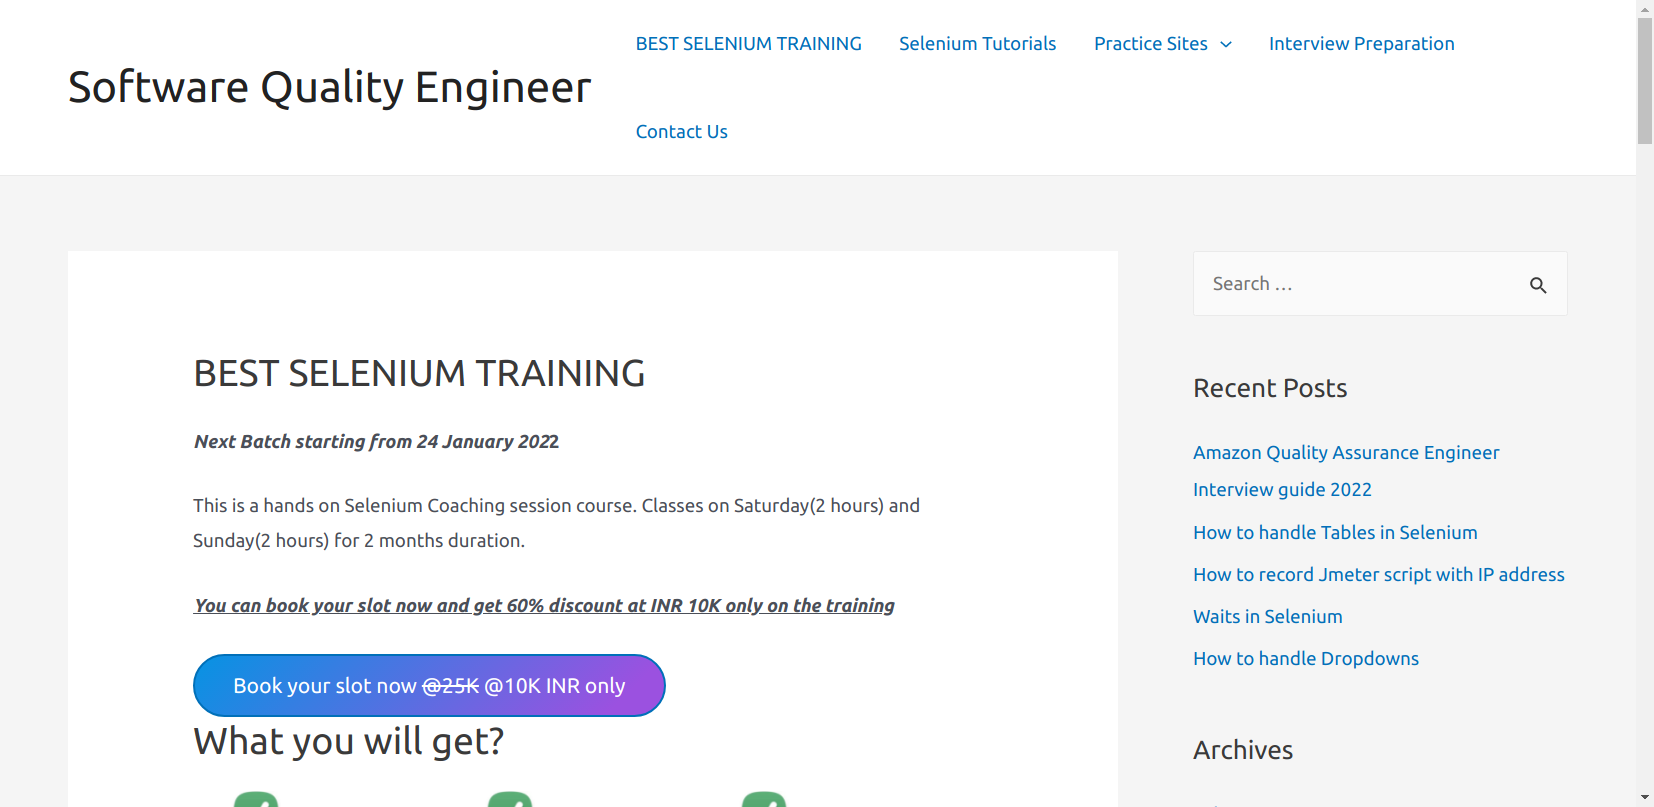 Software Quality Engineer
BEST SELENIUM TRAINING
Selenium Tutorials
Practice Sites
Interview Preparation
Contact Us
BEST SELENIUM TRAINING
Next Batch starting from 24 January 2022
This is a hands on Selenium Coaching session course. Classes on Saturday(2 hours) and
Sunday(2 hours) for 2 months duration.
You can book your slot now and get 60% discount at INR 10K only on the training
Book your slot now @25K @10K INR only
What you will get?
Search …
Recent Posts
Amazon Quality Assurance Engineer
Interview guide 2022
How to handle Tables in Selenium
How to record Jmeter script with IP address
Waits in Selenium
How to handle Dropdowns
Archives